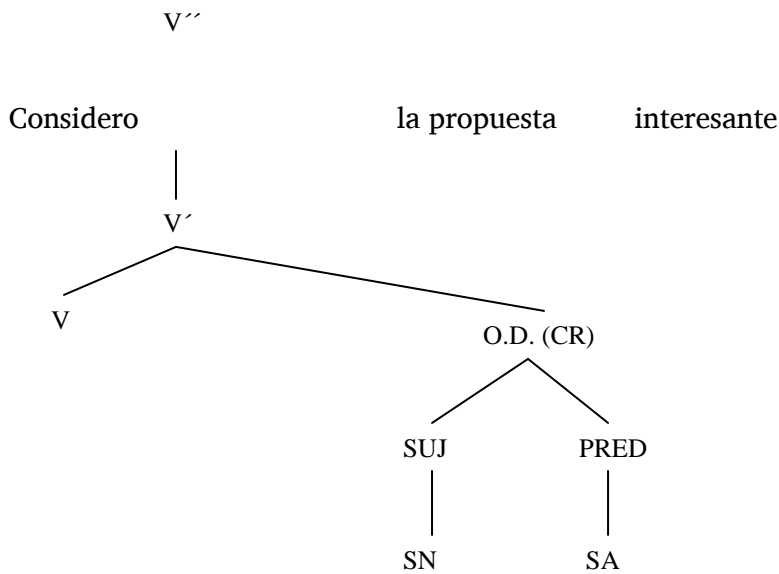 V´´
Considero la propuesta interesante
V´
V
O.D. (CR)
SUJ PRED
SN SA